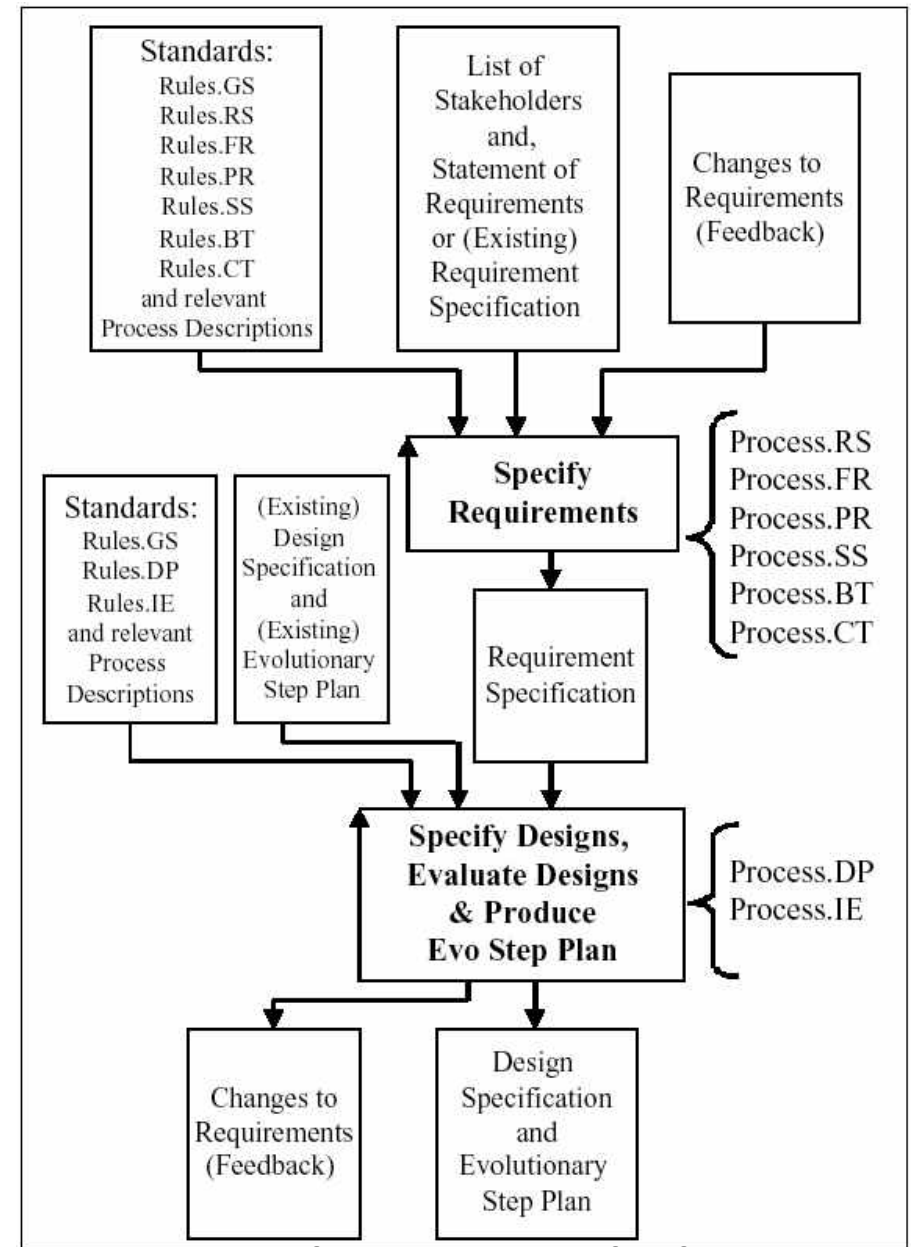 Standards:
Rules.GS
Rules.RS
Rules.FR
Rules.PR
Rules.SS
Rules.BT
Rules.CT
and relevant
Process Descriptions
List of
Stakeholders
and,
Statement of
Requirements
or (Existing)
Requirement
Specification
Changes to
Requirements
(Feedback)
Specify
Requirements
Process.RS
Process.FR
Process.PR
Process.SS
Process.BT
Process.CT
Standards:
Rules.GS
Rules.DP
Rules.IE
and relevant
Process
Descriptions
(Existing)
Design
Specification
and
(Existing)
Evolutionary
Step Plan
Requirement
Specification
Specify Designs,
Evaluate Designs
& Produce
Evo Step Plan
Process.DP
Process.IE
Changes to
Requirements
(Feedback)
Design
Specification
and
Evolutionary
Step Plan